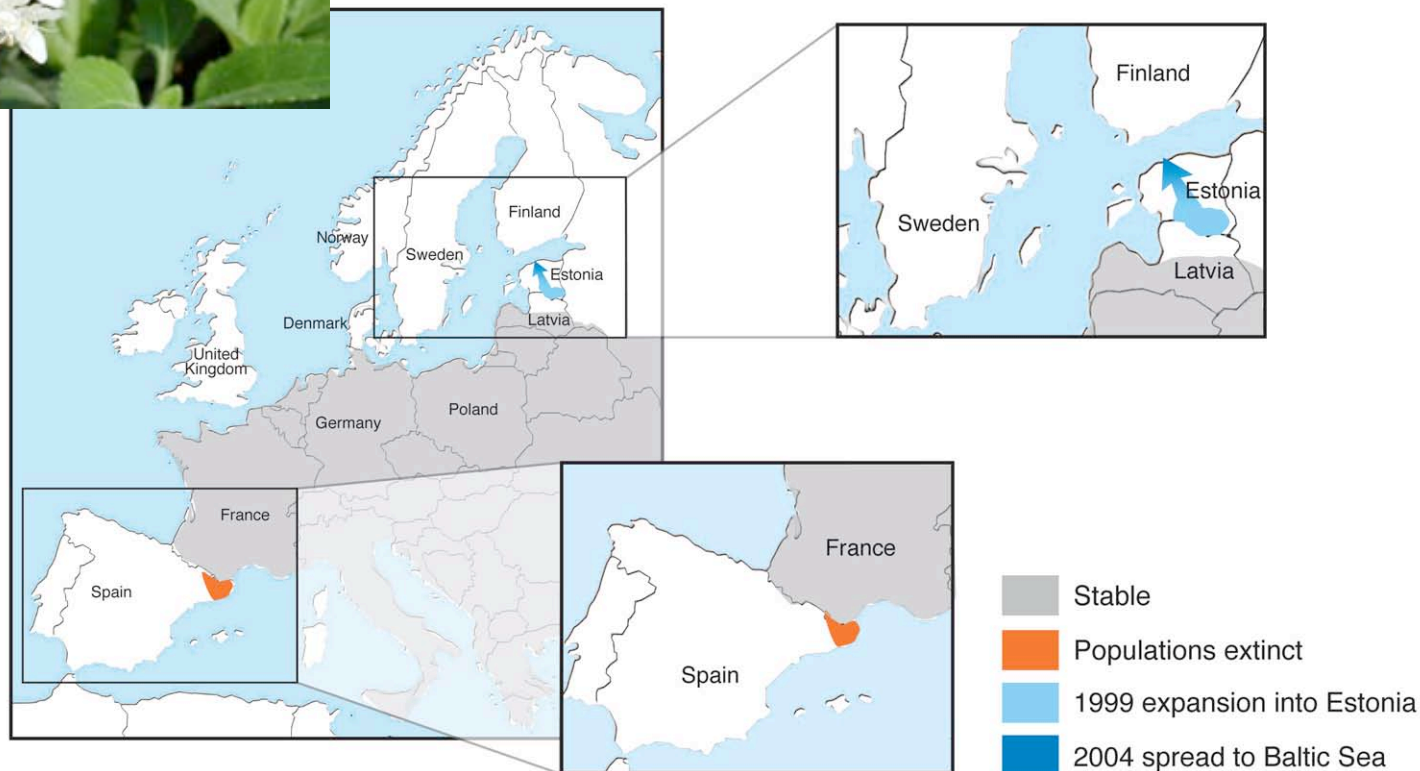 Finland
Norway
Sweden
Estonia
Denmark
Latvia
United
Kingdom
Germany
Poland
France
Spain
Finland
Estonia
Sweden
Latvia
France
Spain
Stable
Populations extinct
1999 expansion into Estonia
2004 spread to Baltic Sea